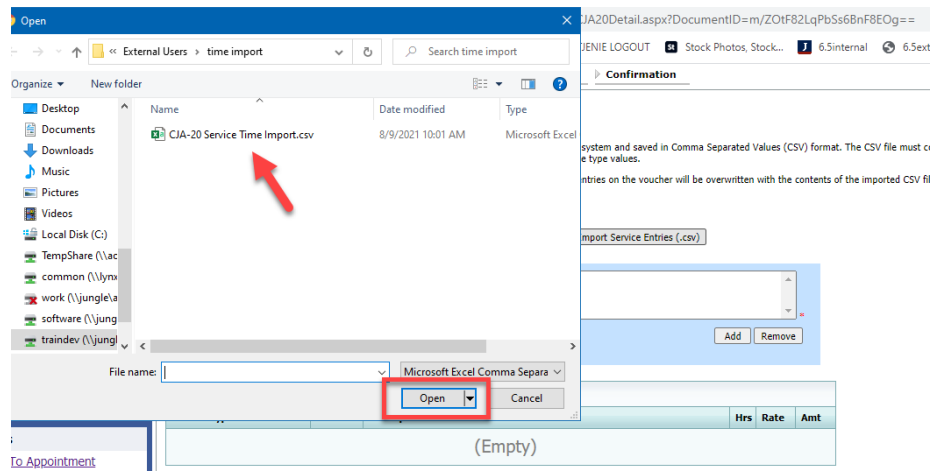 Open
CJA20Detail.aspx?DocumentID=m/ZOtF82LqPbSs6BnF8EOg==
« External Users › time import
Search time import
JENIE LOGOUT St Stock Photos, Stock... J 6.5internal 6.5ext
Organize New folder
Confirmation
Name Date modified Type
Desktop
Documents
Downloads
Music
Pictures
Videos
Local Disk (C:)
TempShare (\\ac
common (\\lynx
work (\\jungle\a
software (\\jung
traindev (\\jungl
CJA-20 Service Time Import.csv 8/9/2021 10:01 AM Microsoft Excel
system and saved in Comma Separated Values (CSV) format. The CSV file must co
e type values.
ntries on the voucher will be overwritten with the contents of the imported CSV fil
mport Service Entries (.csv)
*
Add Remove
File name: Microsoft Excel Comma Separa
Open Cancel
Hrs Rate Amt
(Empty)
s
To Appointment